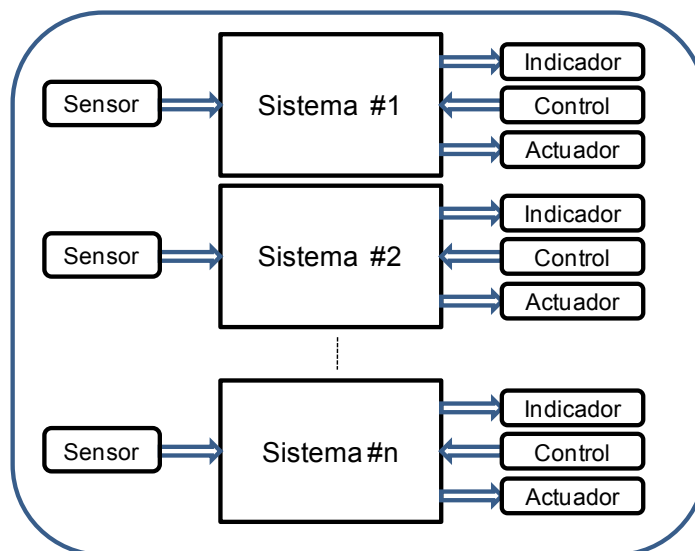 Indicador
Sensor
Sistema #1
Control
Actuador
Indicador
Sensor
Sistema #2
Control
Actuador
Indicador
Sensor
Sistema #n
Control
Actuador